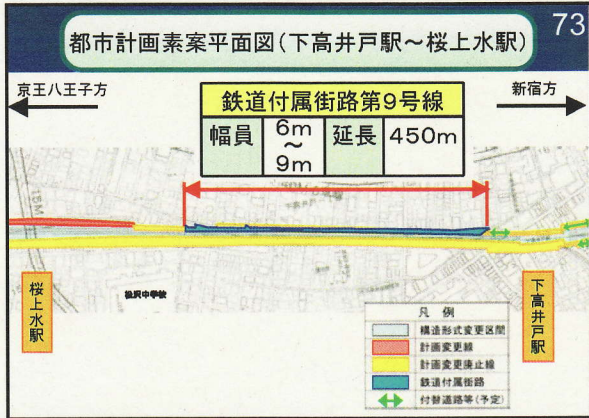 73
都市計画素案平面図(下高井戸駅～桜上水駅)
京王八王子方
新宿方
鉄道付属街路第9号線
幅員 6m～9m 延長 450m
15M
桜上水駅
松沢中学校
下高井戸駅
凡例
構造形式変更区間
計画変更線
計画変更廃止線
鉄道付属街路
付替道路等(予定)